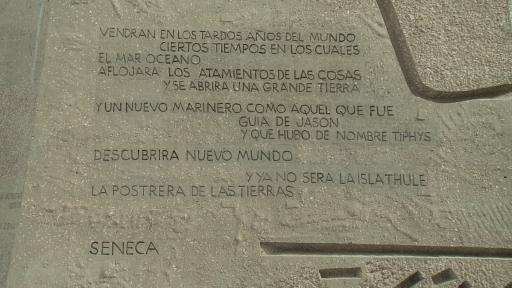 VENDRAN EN LOS TARDOS AÑOS DEL MUNDO
CIERTOS TIEMPOS EN LOS CUALES
EL MAR OCEANO
AFLOJARA LOS ATAMIENTOS DE LAS COSAS
Y SE ABRIRA UNA GRANDE TIERRA
Y UN NUEVO MARINERO COMO AQUEL QUE FUE
GUIA DE JASON
Y QUE HUBO DE NOMBRE TIPHYS
DESCUBRIRA NUEVO MUNDO
Y YA NO SERA LA ISLA THULE
LA POSTRERA DE LAS TIERRAS
SENECA